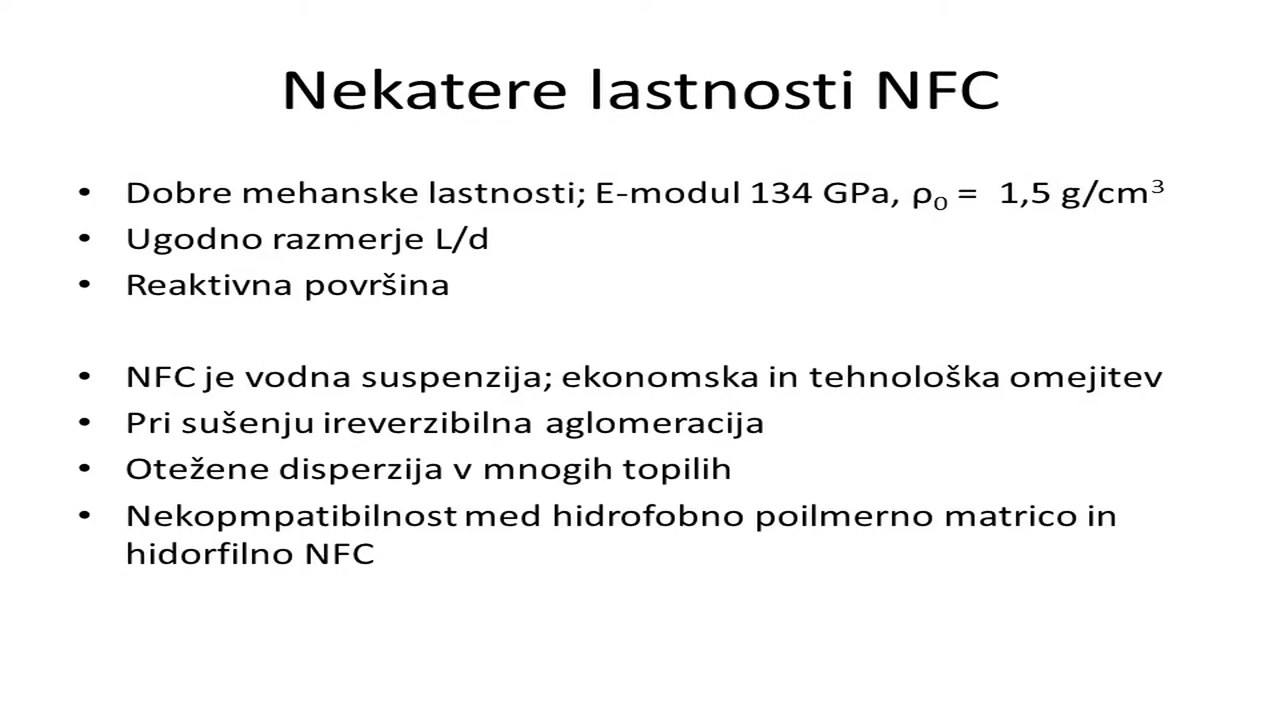 Nekatere lastnosti NFC
• Dobre mehanske lastnosti; E-modul 134 GPa, ρ₀ = 1,5 g/cm³
• Ugodno razmerje L/d
• Reaktivna površina
• NFC je vodna suspenzija; ekonomska in tehnološka omejitev
• Pri sušenju ireverzibilna aglomeracija
• Otežene disperzija v mnogih topilih
• Nekopmpatibilnost med hidrofobno poilmerno matrico in
hidorfilno NFC